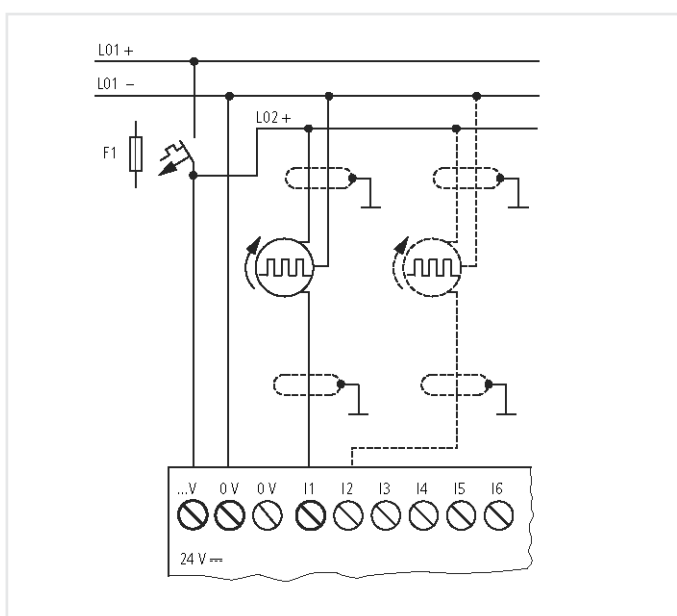 L01 +
L01 −
L02 +
F1
...V 0 V 0 V I1 I2 I3 I4 I5 I6
24 V ⎓